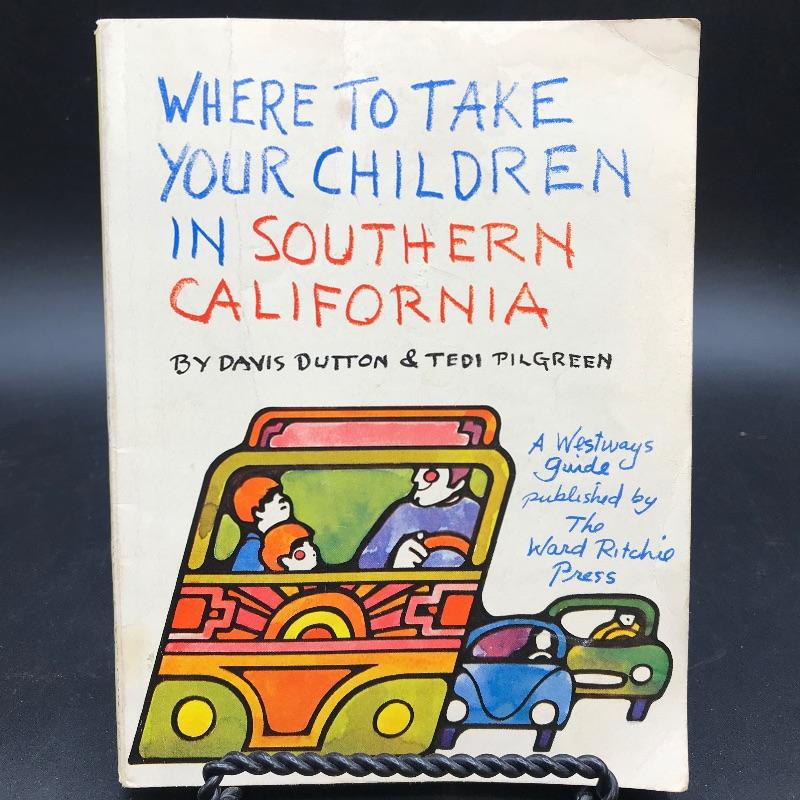 WHERE TO TAKE
YOUR CHILDREN
IN SOUTHERN
CALIFORNIA
BY DAVIS DUTTON & TEDI PILGREEN
A Westways
guide
published by
The
Ward Ritchie
Press